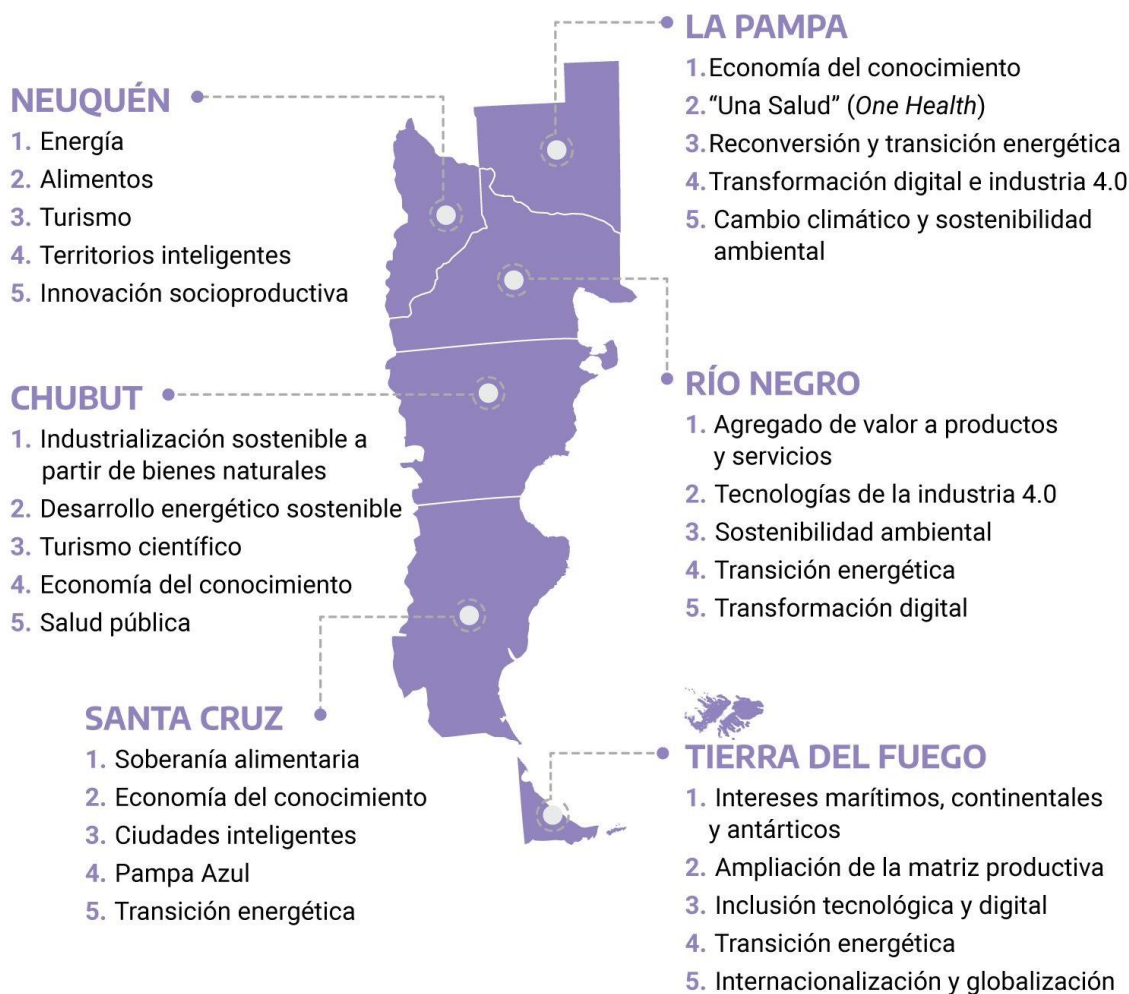 LA PAMPA
1. Economía del conocimiento
2. “Una Salud” (One Health)
3. Reconversión y transición energética
4. Transformación digital e industria 4.0
5. Cambio climático y sostenibilidad
ambiental
NEUQUÉN
1. Energía
2. Alimentos
3. Turismo
4. Territorios inteligentes
5. Innovación socioproductiva
RÍO NEGRO
1. Agregado de valor a productos
y servicios
2. Tecnologías de la industria 4.0
3. Sostenibilidad ambiental
4. Transición energética
5. Transformación digital
CHUBUT
1. Industrialización sostenible a
partir de bienes naturales
2. Desarrollo energético sostenible
3. Turismo científico
4. Economía del conocimiento
5. Salud pública
SANTA CRUZ
1. Soberanía alimentaria
2. Economía del conocimiento
3. Ciudades inteligentes
4. Pampa Azul
5. Transición energética
TIERRA DEL FUEGO
1. Intereses marítimos, continentales
y antárticos
2. Ampliación de la matriz productiva
3. Inclusión tecnológica y digital
4. Transición energética
5. Internacionalización y globalización